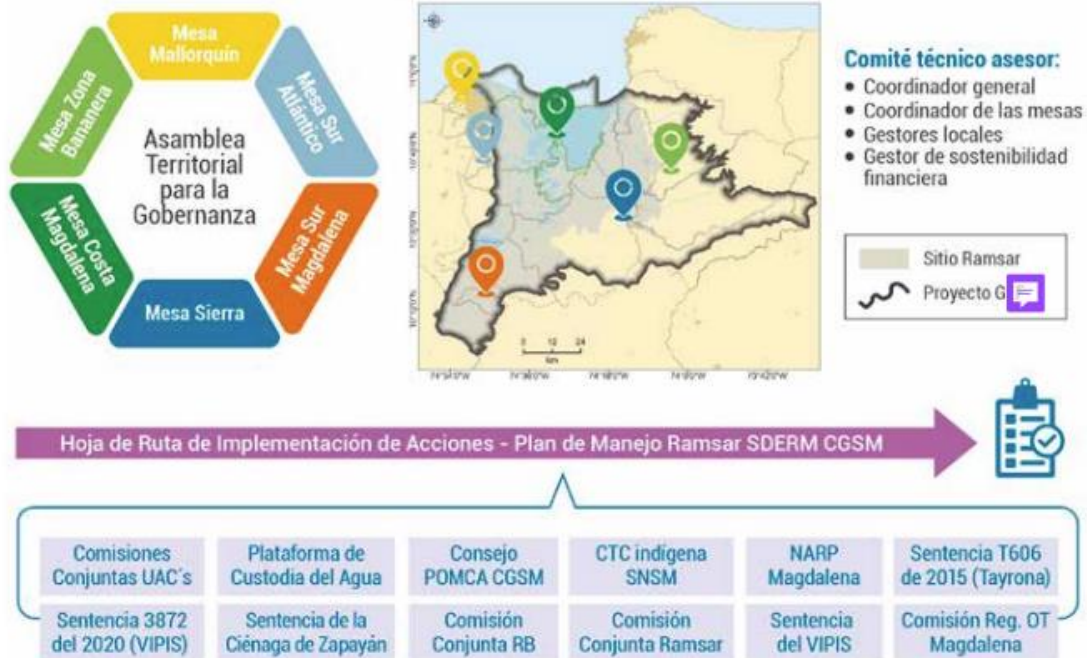 Mesa
Mallorquín
Mesa Sur
Atlántico
Mesa Sur
Magdalena
Mesa Sierra
Mesa Costa
Magdalena
Mesa Zona
Bananera
Asamblea
Territorial
para la
Gobernanza
0 12 24
km
Comité técnico asesor:
• Coordinador general
• Coordinador de las mesas
• Gestores locales
• Gestor de sostenibilidad
financiera
Sitio Ramsar
Proyecto G
Hoja de Ruta de Implementación de Acciones - Plan de Manejo Ramsar SDERM CGSM
Comisiones
Conjuntas UAC´s
Plataforma de
Custodia del Agua
Consejo
POMCA CGSM
CTC indígena
SNSM
NARP
Magdalena
Sentencia T606
de 2015 (Tayrona)
Sentencia 3872
del 2020 (VIPIS)
Sentencia de la
Ciénaga de Zapayán
Comisión
Conjunta RB
Comisión
Conjunta Ramsar
Sentencia
del VIPIS
Comisión Reg. OT
Magdalena